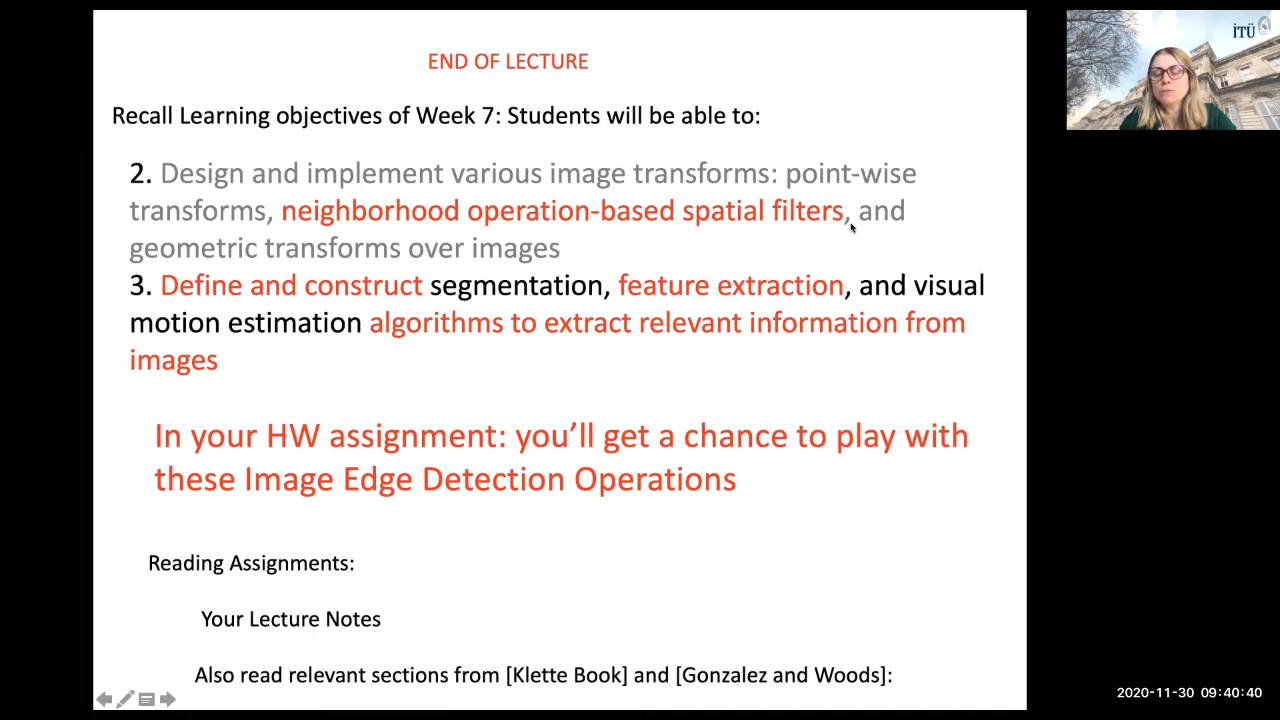 END OF LECTURE
Recall Learning objectives of Week 7: Students will be able to:
2. Design and implement various image transforms: point-wise
transforms, neighborhood operation-based spatial filters, and
geometric transforms over images
3. Define and construct segmentation, feature extraction, and visual
motion estimation algorithms to extract relevant information from
images
In your HW assignment: you’ll get a chance to play with
these Image Edge Detection Operations
Reading Assignments:
Your Lecture Notes
Also read relevant sections from [Klette Book] and [Gonzalez and Woods]:
İTÜ
2020-11-30 09:40:40